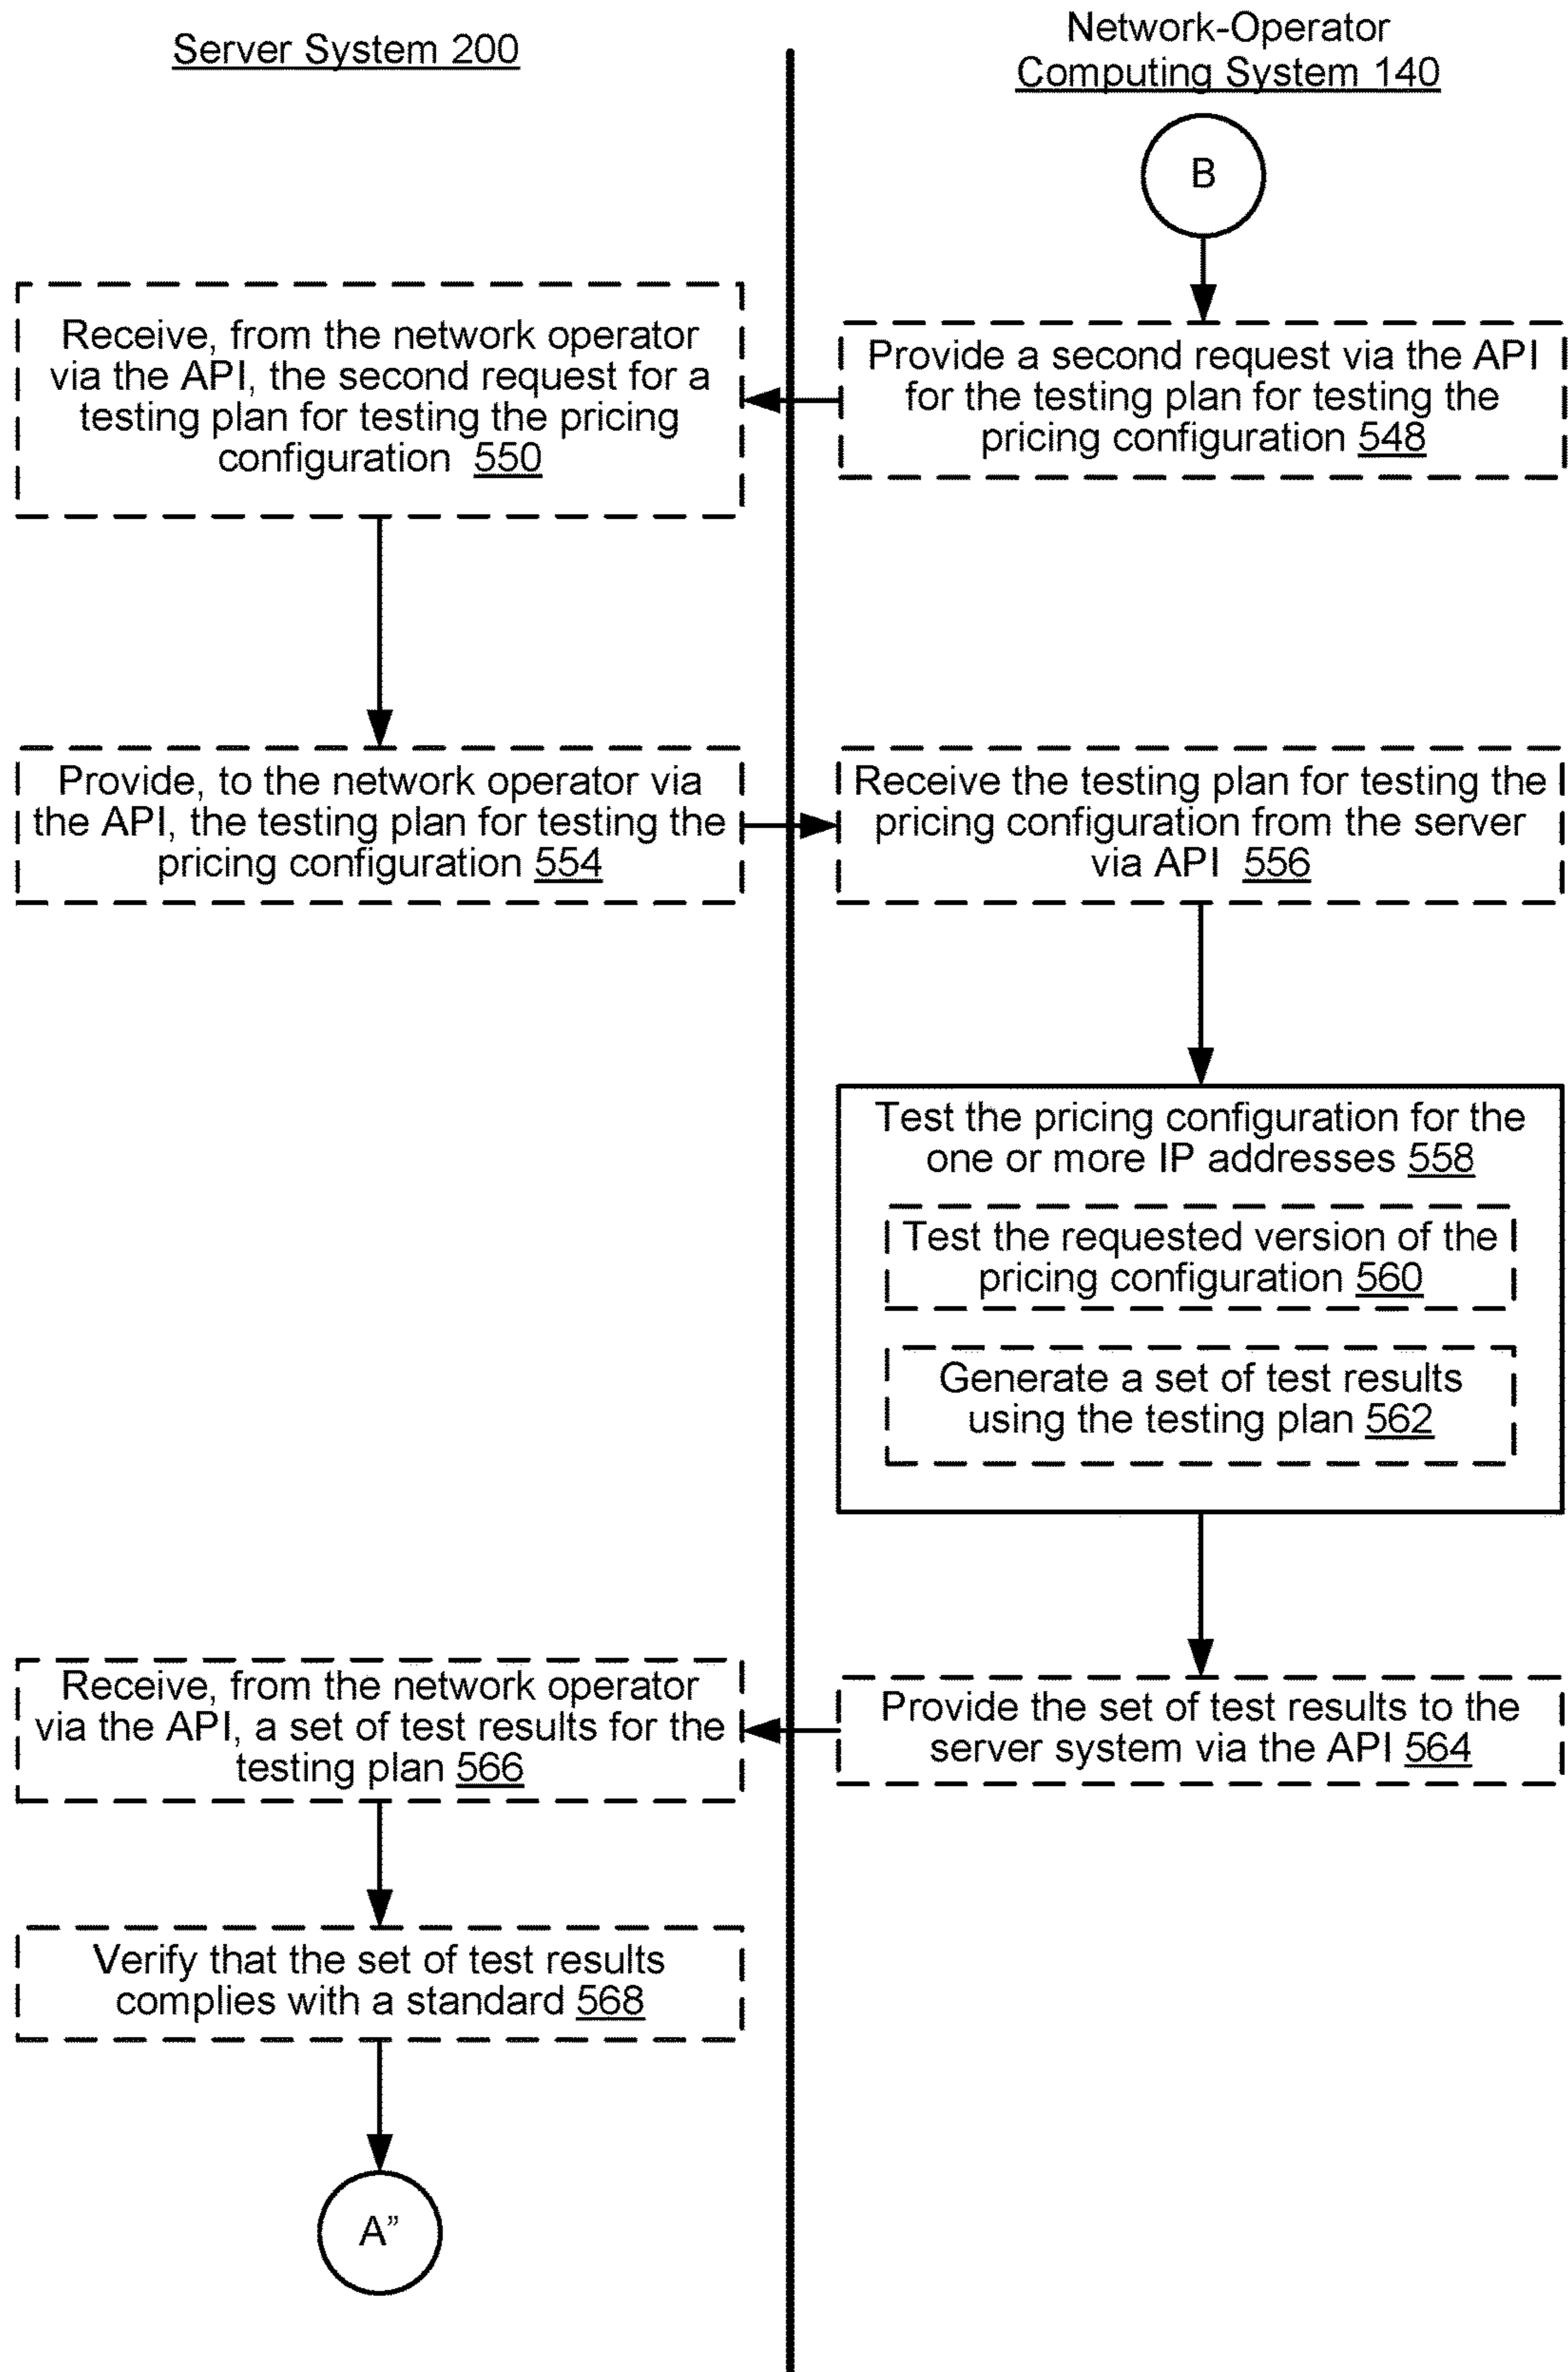 Server System 200
Network-Operator
Computing System 140
B
Provide a second request via the API
for the testing plan for testing the
pricing configuration 548
Receive, from the network operator
via the API, the second request for a
testing plan for testing the pricing
configuration 550
Provide, to the network operator via
the API, the testing plan for testing the
pricing configuration 554
Receive the testing plan for testing the
pricing configuration from the server
via API 556
Test the pricing configuration for the
one or more IP addresses 558
Test the requested version of the
pricing configuration 560
Generate a set of test results
using the testing plan 562
Provide the set of test results to the
server system via the API 564
Receive, from the network operator
via the API, a set of test results for the
testing plan 566
Verify that the set of test results
complies with a standard 568
A”